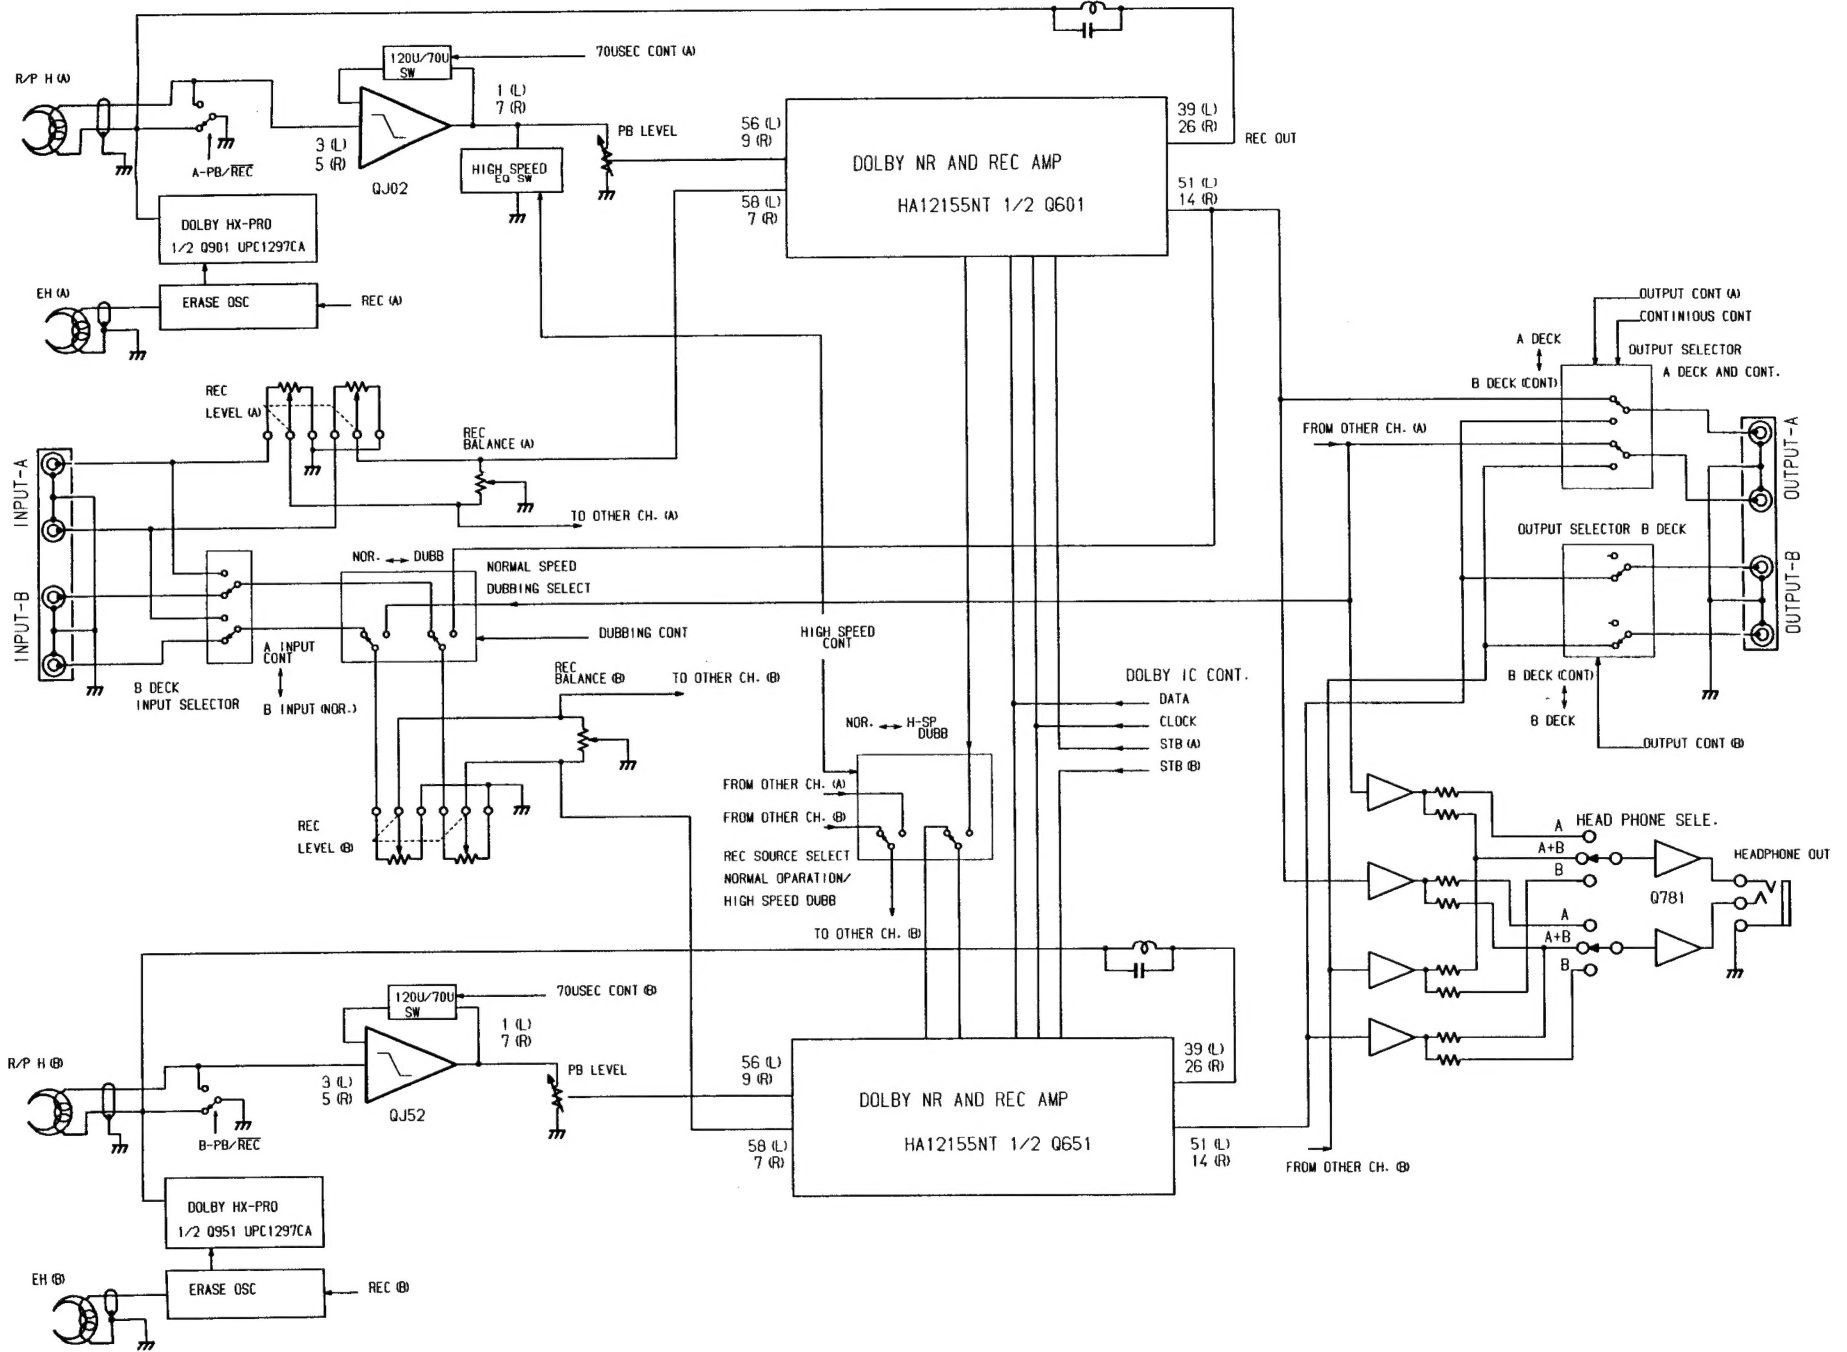 R/P H (A)
120U/70U
SW
70USEC CONT (A)
1 (L)
7 (R)
3 (L)
5 (R)
QJ02
A-PB/REC
HIGH SPEED
EQ SW
PB LEVEL
56 (L)
9 (R)
58 (L)
7 (R)
DOLBY NR AND REC AMP
HA12155NT 1/2 Q601
39 (L)
26 (R)
REC OUT
51 (L)
14 (R)
DOLBY HX-PRO
1/2 Q901 UPC1297CA
EH (A)
ERASE OSC
REC (A)
OUTPUT CONT (A)
CONTINIOUS CONT
A DECK
B DECK (CONT)
OUTPUT SELECTOR
A DECK AND CONT.
FROM OTHER CH. (A)
OUTPUT-A
REC
LEVEL (A)
REC
BALANCE (A)
TO OTHER CH. (A)
INPUT-A
INPUT-B
NOR. DUBB
NORMAL SPEED
DUBBING SELECT
DUBBING CONT
A INPUT
CONT
B INPUT (NOR.)
B DECK
INPUT SELECTOR
HIGH SPEED
CONT
OUTPUT SELECTOR B DECK
OUTPUT-B
B DECK (CONT)
B DECK
OUTPUT CONT (B)
REC
BALANCE (B)
TO OTHER CH. (B)
DOLBY IC CONT.
DATA
CLOCK
STB (A)
STB (B)
NOR. H-SP
DUBB
FROM OTHER CH. (A)
FROM OTHER CH. (B)
REC SOURCE SELECT
NORMAL OPARATION/
HIGH SPEED DUBB
TO OTHER CH. (B)
REC
LEVEL (B)
HEAD PHONE SELE.
A
A+B
B
A
A+B
B
Q781
HEADPHONE OUT
R/P H (B)
120U/70U
SW
70USEC CONT (B)
1 (L)
7 (R)
3 (L)
5 (R)
QJ52
B-PB/REC
PB LEVEL
56 (L)
9 (R)
58 (L)
7 (R)
DOLBY NR AND REC AMP
HA12155NT 1/2 Q651
39 (L)
26 (R)
51 (L)
14 (R)
FROM OTHER CH. (B)
DOLBY HX-PRO
1/2 Q951 UPC1297CA
EH (B)
ERASE OSC
REC (B)